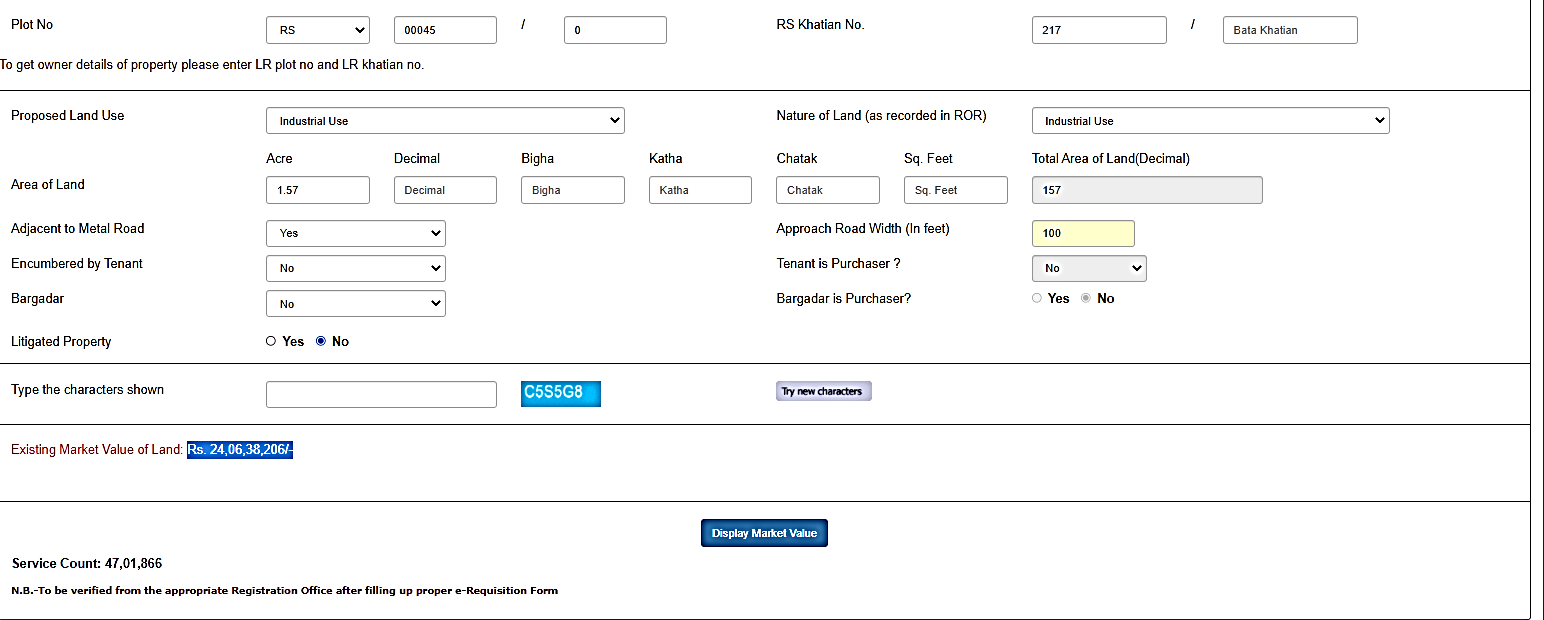 Plot No RS 00045 / 0 RS Khatian No. 217 / Bata Khatian
To get owner details of property please enter LR plot no and LR khatian no.
Proposed Land Use Industrial Use Nature of Land (as recorded in ROR) Industrial Use
Acre Decimal Bigha Katha Chatak Sq. Feet Total Area of Land(Decimal)
Area of Land 1.57 Decimal Bigha Katha Chatak Sq. Feet 157
Adjacent to Metal Road Yes Approach Road Width (In feet) 100
Encumbered by Tenant No Tenant is Purchaser ? No
Bargadar No Bargadar is Purchaser? Yes No
Litigated Property Yes No
Type the characters shown C5S5G8 Try new characters
Existing Market Value of Land: Rs. 24,06,38,206/-
Display Market Value
Service Count: 47,01,866
N.B.-To be verified from the appropriate Registration Office after filling up proper e-Requisition Form